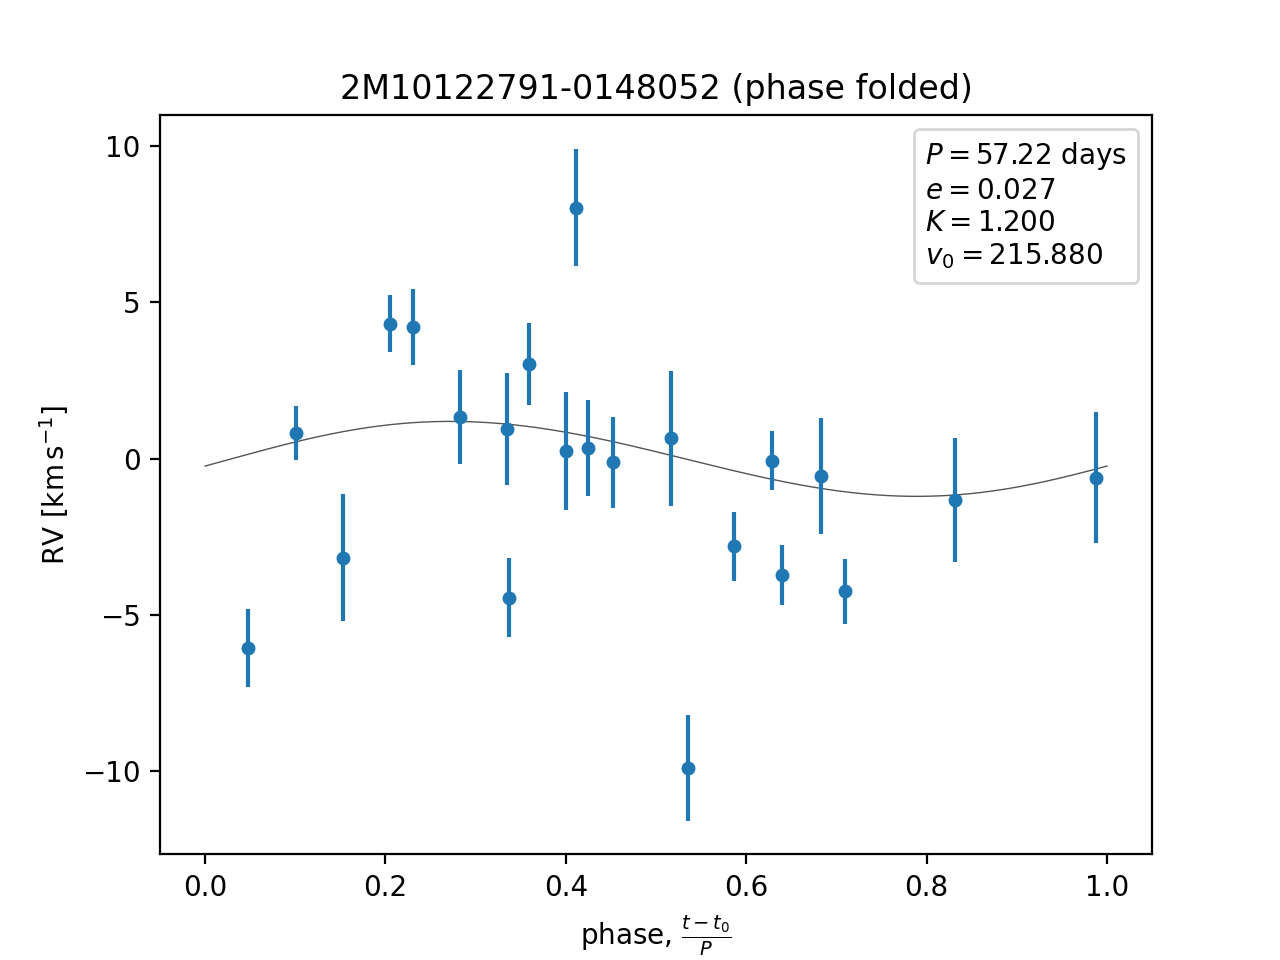 2M10122791-0148052 (phase folded)
P = 57.22 days
e = 0.027
K = 1.200
v₀ = 215.880
10
5
0
−5
−10
RV [km s⁻¹]
0.0 0.2 0.4 0.6 0.8 1.0
phase, (t − t₀)/P